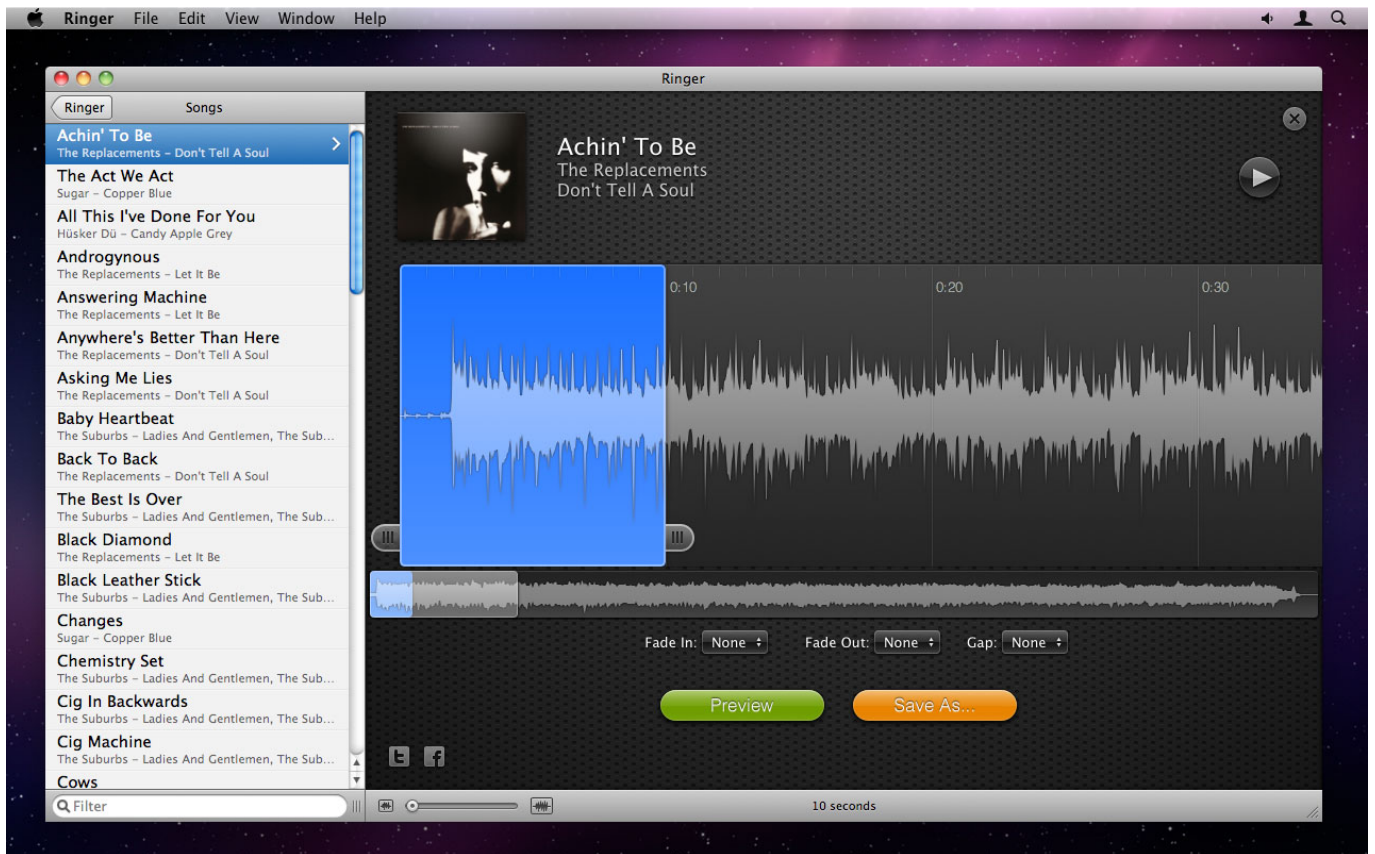 Ringer File Edit View Window Help
Ringer
Ringer Songs
Achin' To Be
The Replacements – Don't Tell A Soul
The Act We Act
Sugar – Copper Blue
All This I've Done For You
Hüsker Dü – Candy Apple Grey
Androgynous
The Replacements – Let It Be
Answering Machine
The Replacements – Let It Be
Anywhere's Better Than Here
The Replacements – Don't Tell A Soul
Asking Me Lies
The Replacements – Don't Tell A Soul
Baby Heartbeat
The Suburbs – Ladies And Gentlemen, The Sub...
Back To Back
The Replacements – Don't Tell A Soul
The Best Is Over
The Suburbs – Ladies And Gentlemen, The Sub...
Black Diamond
The Replacements – Let It Be
Black Leather Stick
The Suburbs – Ladies And Gentlemen, The Sub...
Changes
Sugar – Copper Blue
Chemistry Set
The Suburbs – Ladies And Gentlemen, The Sub...
Cig In Backwards
The Suburbs – Ladies And Gentlemen, The Sub...
Cig Machine
The Suburbs – Ladies And Gentlemen, The Sub...
Cows
Filter
Achin' To Be
The Replacements
Don't Tell A Soul
0:10 0:20 0:30
Fade In: None Fade Out: None Gap: None
Preview Save As...
10 seconds